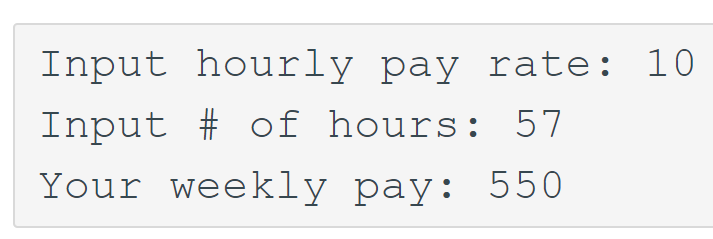 Input hourly pay rate: 10
Input # of hours: 57
Your weekly pay: 550